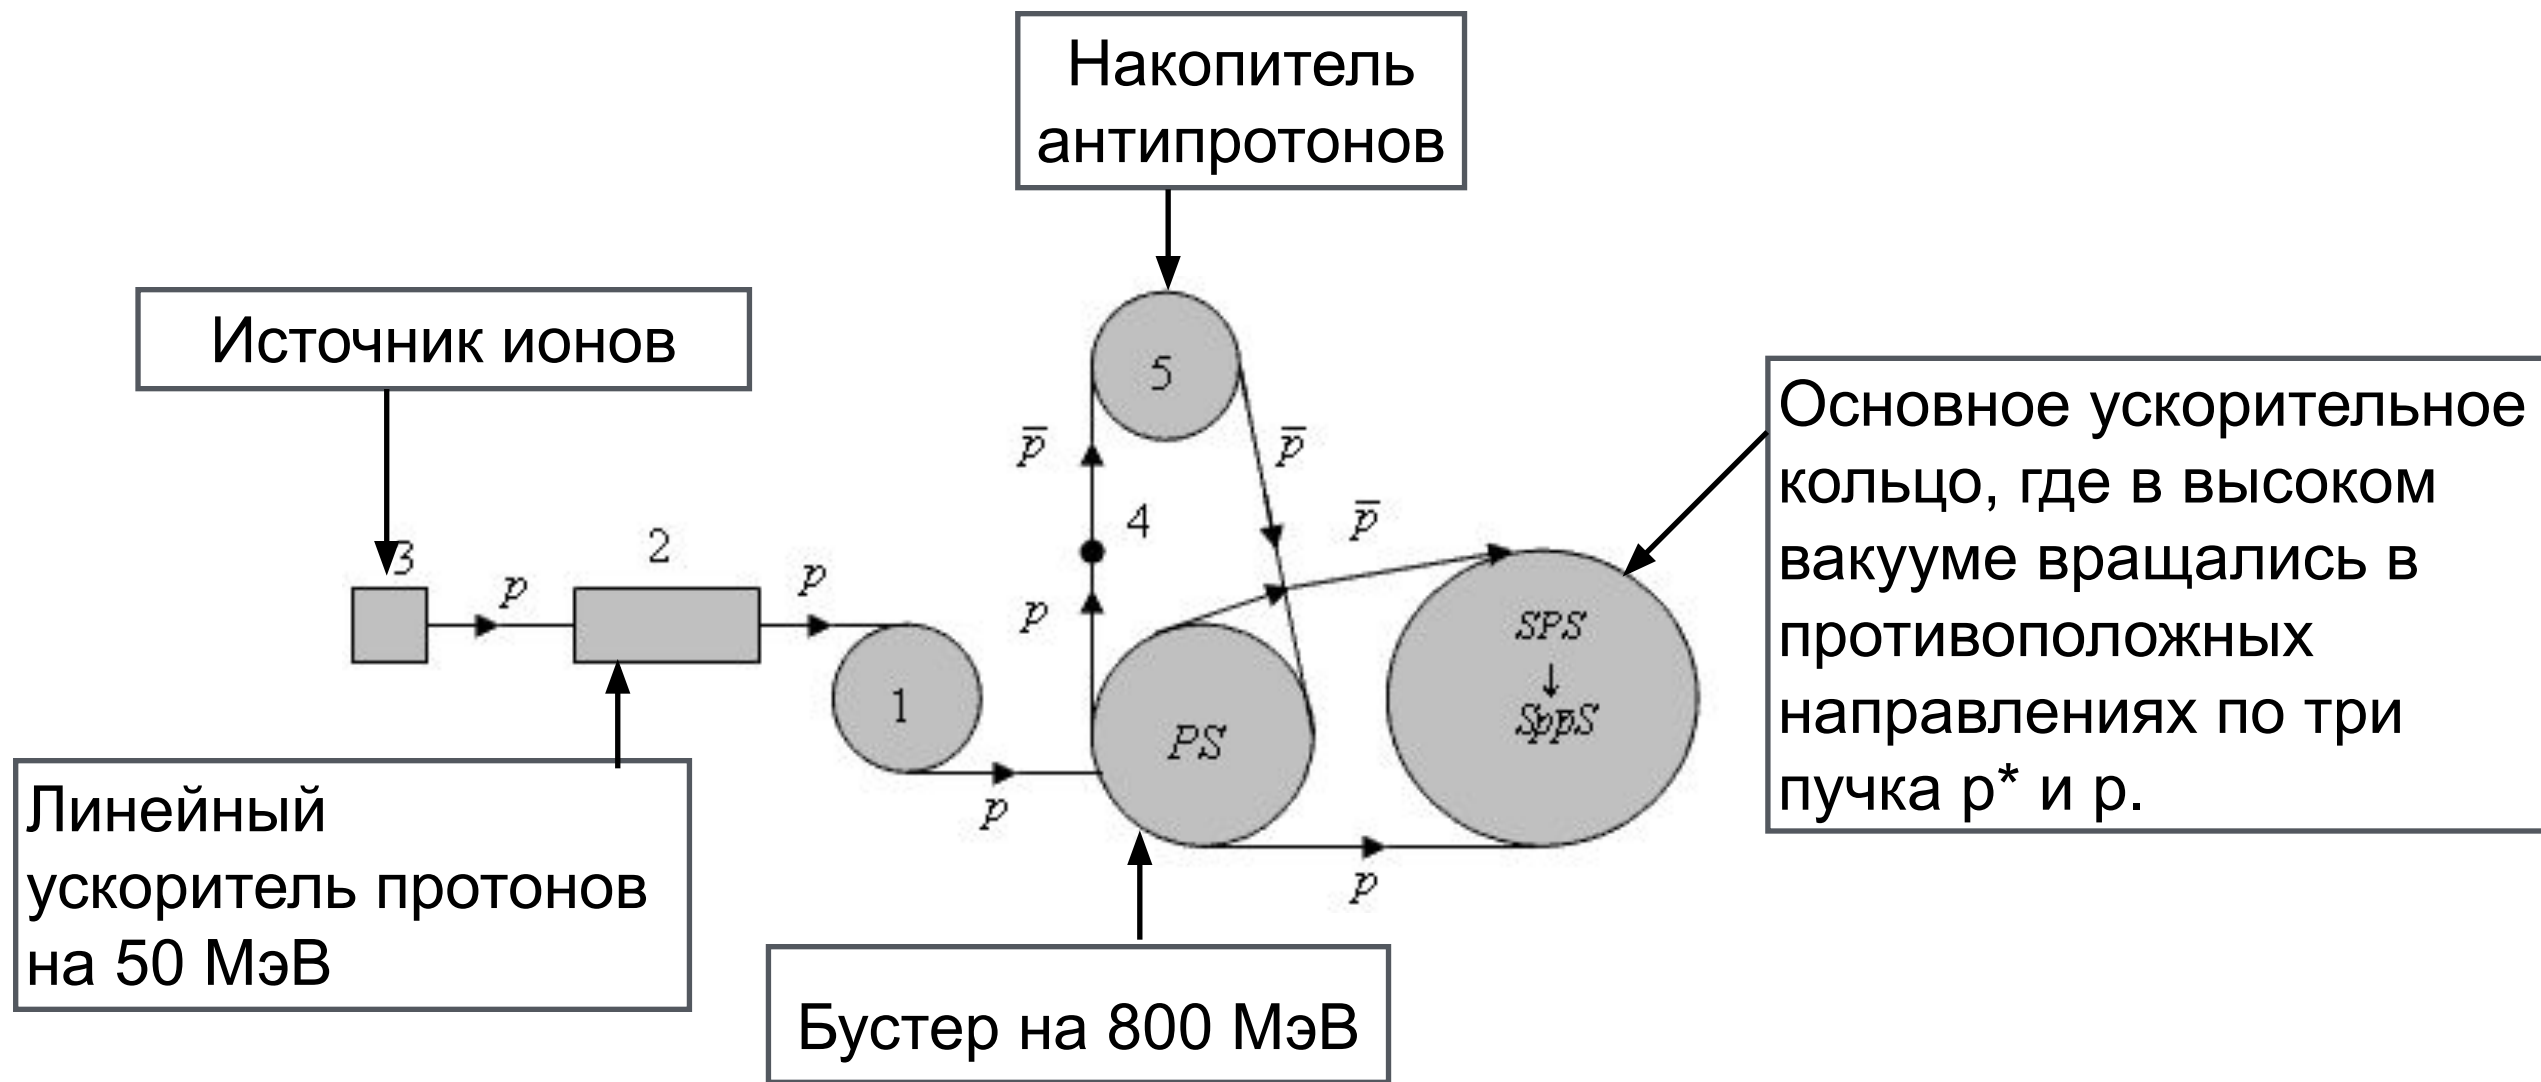 Накопитель
антипротонов
Источник ионов
5
Основное ускорительное
кольцо, где в высоком
вакууме вращались в
противоположных
направлениях по три
пучка p* и p.
p̅
p̅
p̅
4
3
2
p
p
p
SPS
↓
Spp̅S
1
PS
Линейный
ускоритель протонов
на 50 МэВ
p
p
Бустер на 800 МэВ